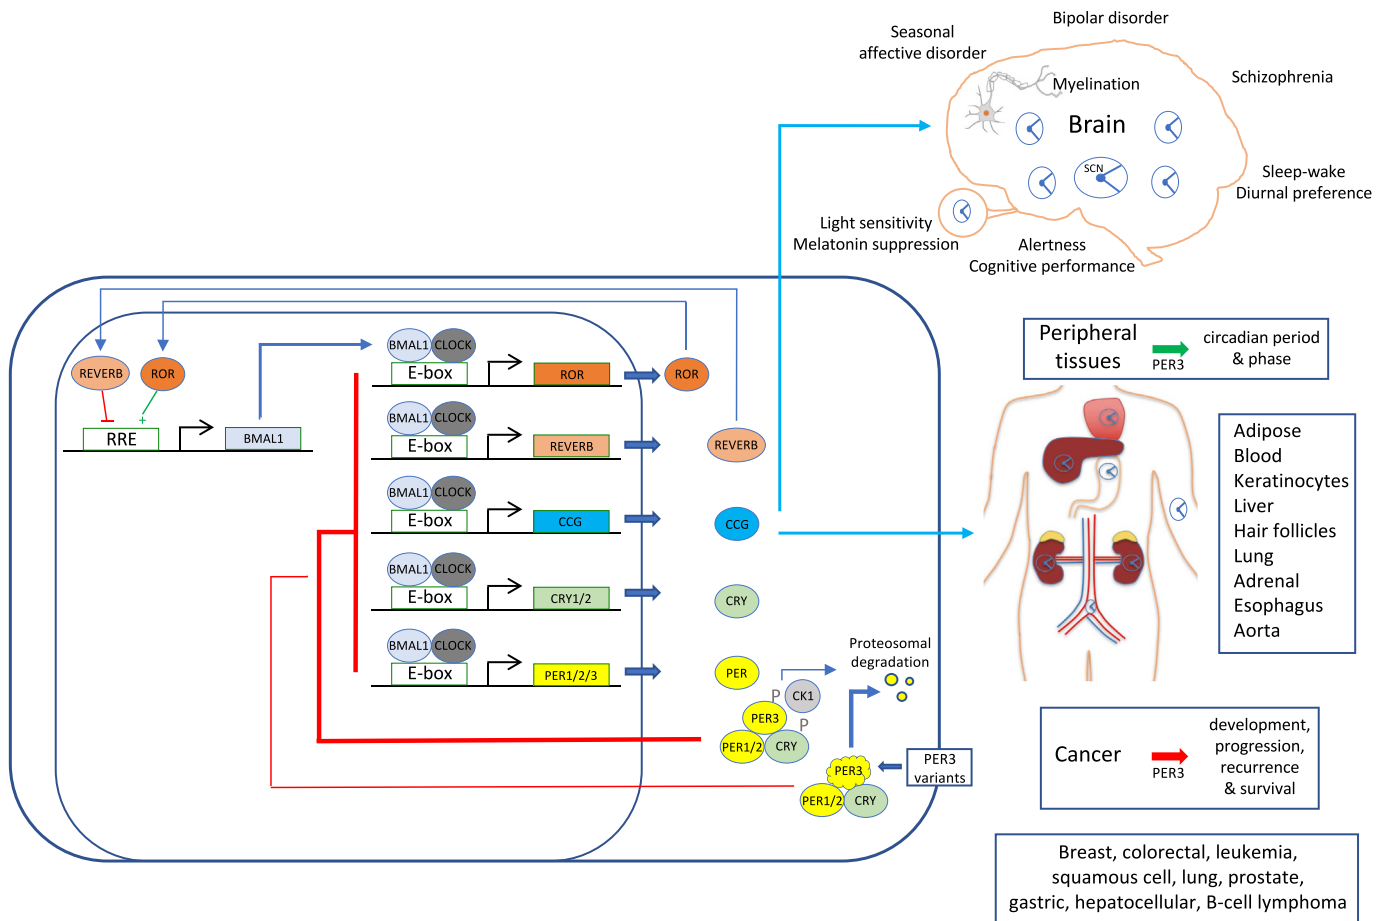 Bipolar disorder
Seasonal
affective disorder
Schizophrenia
Myelination
Brain
SCN
Sleep-wake
Diurnal preference
Light sensitivity
Melatonin suppression
Alertness
Cognitive performance
REVERB
ROR
RRE
+
BMAL1
BMAL1
CLOCK
E-box
ROR
ROR
BMAL1
CLOCK
E-box
REVERB
REVERB
BMAL1
CLOCK
E-box
CCG
CCG
BMAL1
CLOCK
E-box
CRY1/2
CRY
BMAL1
CLOCK
E-box
PER1/2/3
PER
Proteosomal
degradation
P
CK1
P
PER3
PER1/2
CRY
PER3
PER1/2
CRY
PER3
variants
Peripheral
tissues
PER3
circadian period
& phase
Adipose
Blood
Keratinocytes
Liver
Hair follicles
Lung
Adrenal
Esophagus
Aorta
Cancer
PER3
development,
progression,
recurrence
& survival
Breast, colorectal, leukemia,
squamous cell, lung, prostate,
gastric, hepatocellular, B-cell lymphoma